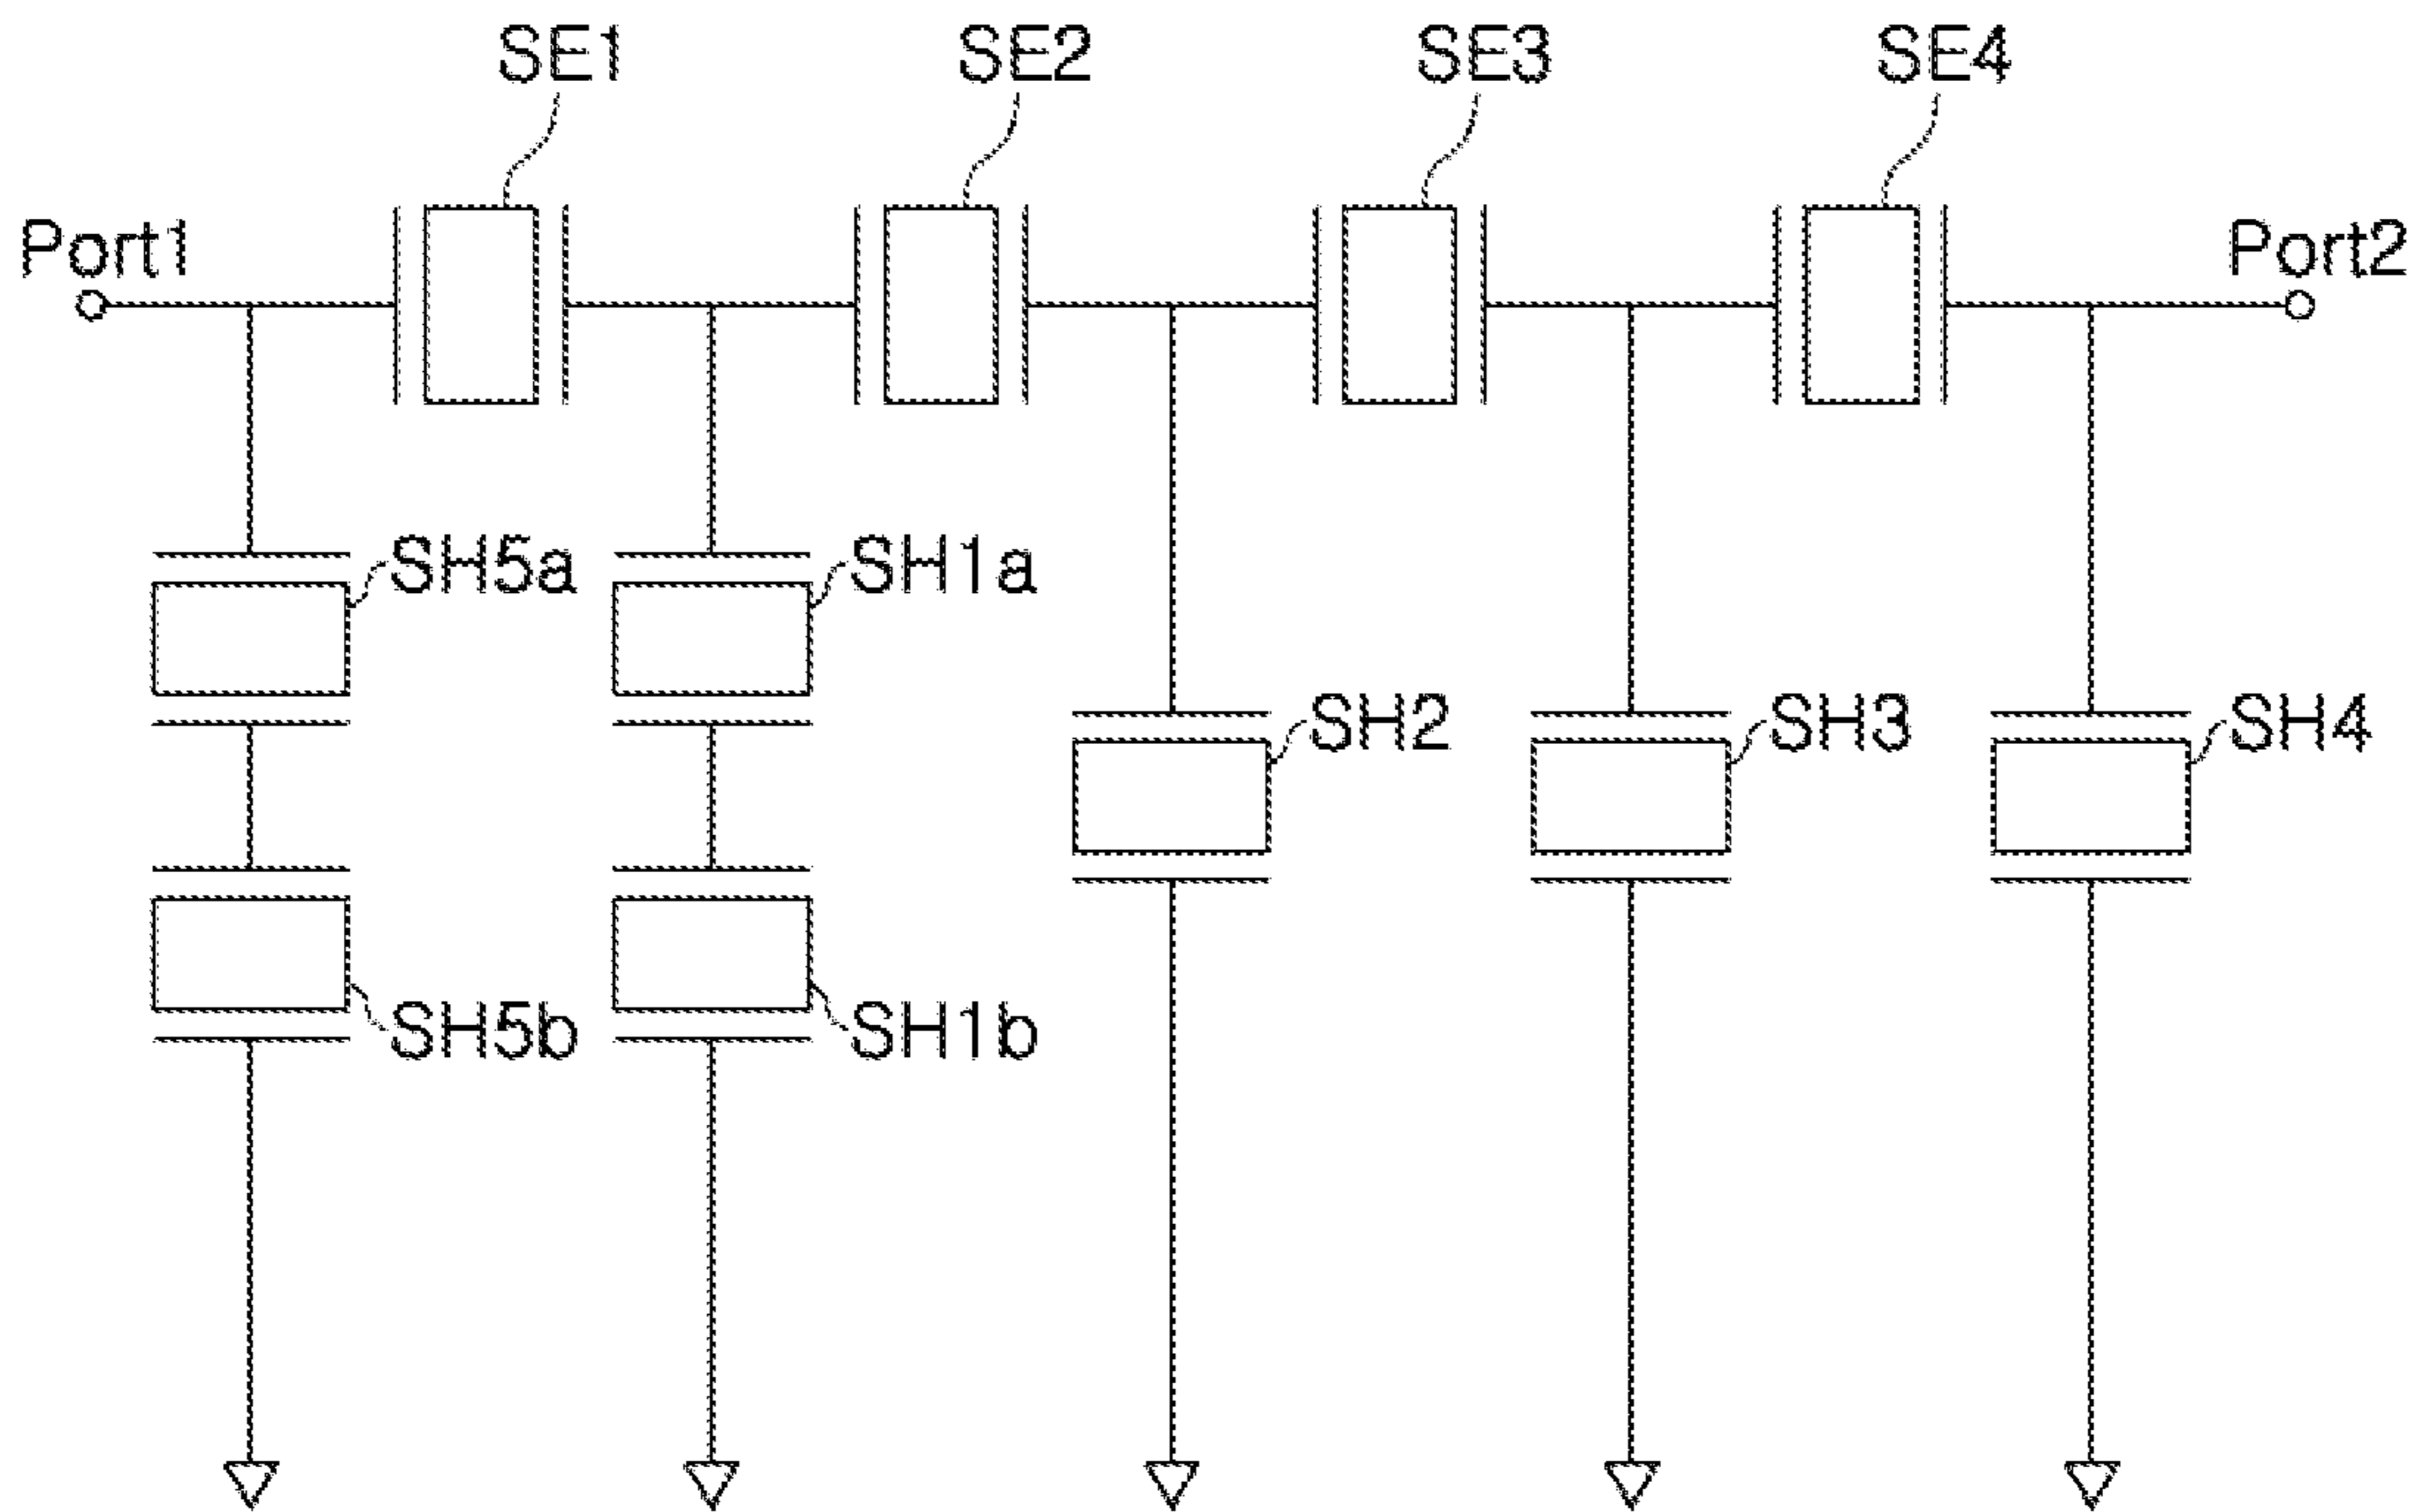 SE1 SE2 SE3 SE4
Port1 Port2
SH5a SH1a
SH2 SH3 SH4
SH5b SH1b